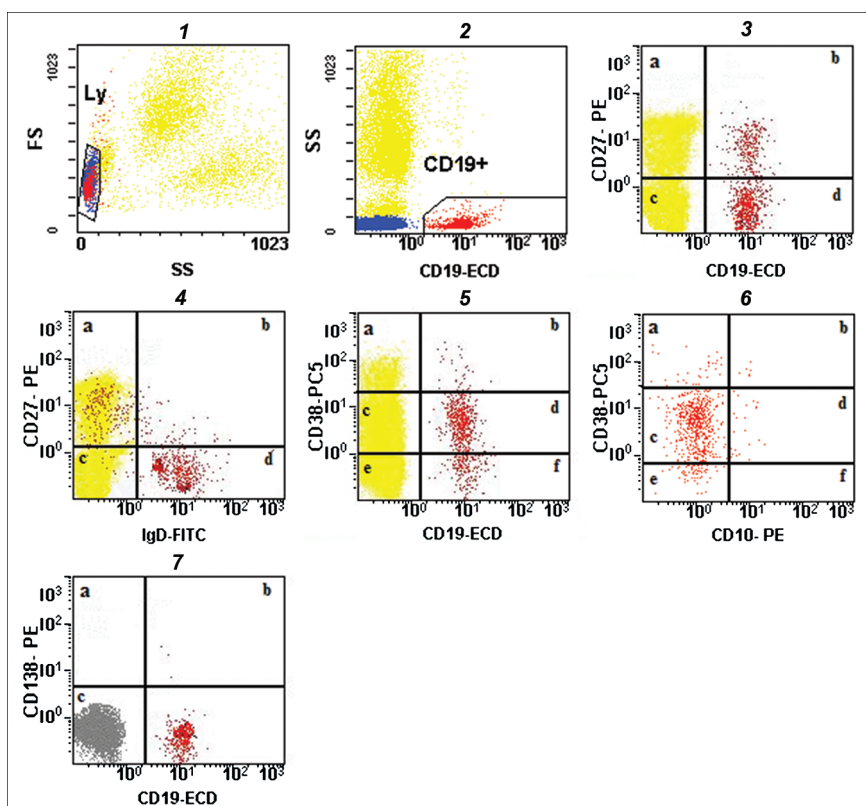 1
1023
Ly
FS
0
0
1023
SS
2
1023
SS
CD19+
0
10⁰ 10¹ 10² 10³
CD19-ECD
3
a b
10³
10²
10¹
10⁰
CD27- PE
c d
10⁰ 10¹ 10² 10³
CD19-ECD
4
a b
10³
10²
10¹
10⁰
CD27- PE
c d
10⁰ 10¹ 10² 10³
IgD-FITC
5
a b
10³
10²
10¹
10⁰
CD38-PC5
c d
e f
10⁰ 10¹ 10² 10³
CD19-ECD
6
a b
10³
10²
10¹
10⁰
CD38-PC5
c d
e f
10⁰ 10¹ 10² 10³
CD10- PE
7
a b
10³
10²
10¹
10⁰
CD138- PE
c
10⁰ 10¹ 10² 10³
CD19-ECD